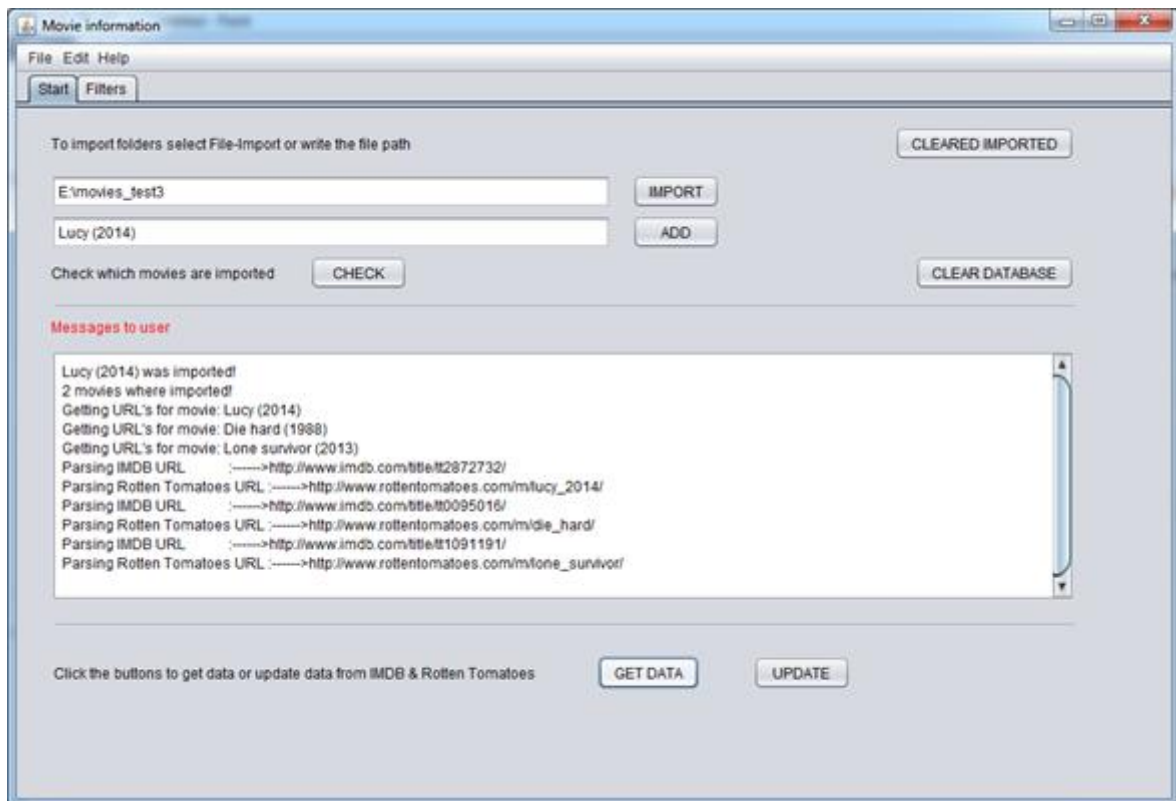 Movie information
File Edit Help
Start Filters
To import folders select File-Import or write the file path CLEARED IMPORTED
E:\movies_test3 IMPORT
Lucy (2014) ADD
Check which movies are imported CHECK CLEAR DATABASE
Messages to user
Lucy (2014) was imported!
2 movies where imported!
Getting URL's for movie: Lucy (2014)
Getting URL's for movie: Die hard (1988)
Getting URL's for movie: Lone survivor (2013)
Parsing IMDB URL :------>http://www.imdb.com/title/tt2872732/
Parsing Rotten Tomatoes URL :------>http://www.rottentomatoes.com/m/lucy_2014/
Parsing IMDB URL :------>http://www.imdb.com/title/tt0095016/
Parsing Rotten Tomatoes URL :------>http://www.rottentomatoes.com/m/die_hard/
Parsing IMDB URL :------>http://www.imdb.com/title/tt1091191/
Parsing Rotten Tomatoes URL :------>http://www.rottentomatoes.com/m/lone_survivor/
Click the buttons to get data or update data from IMDB & Rotten Tomatoes GET DATA UPDATE